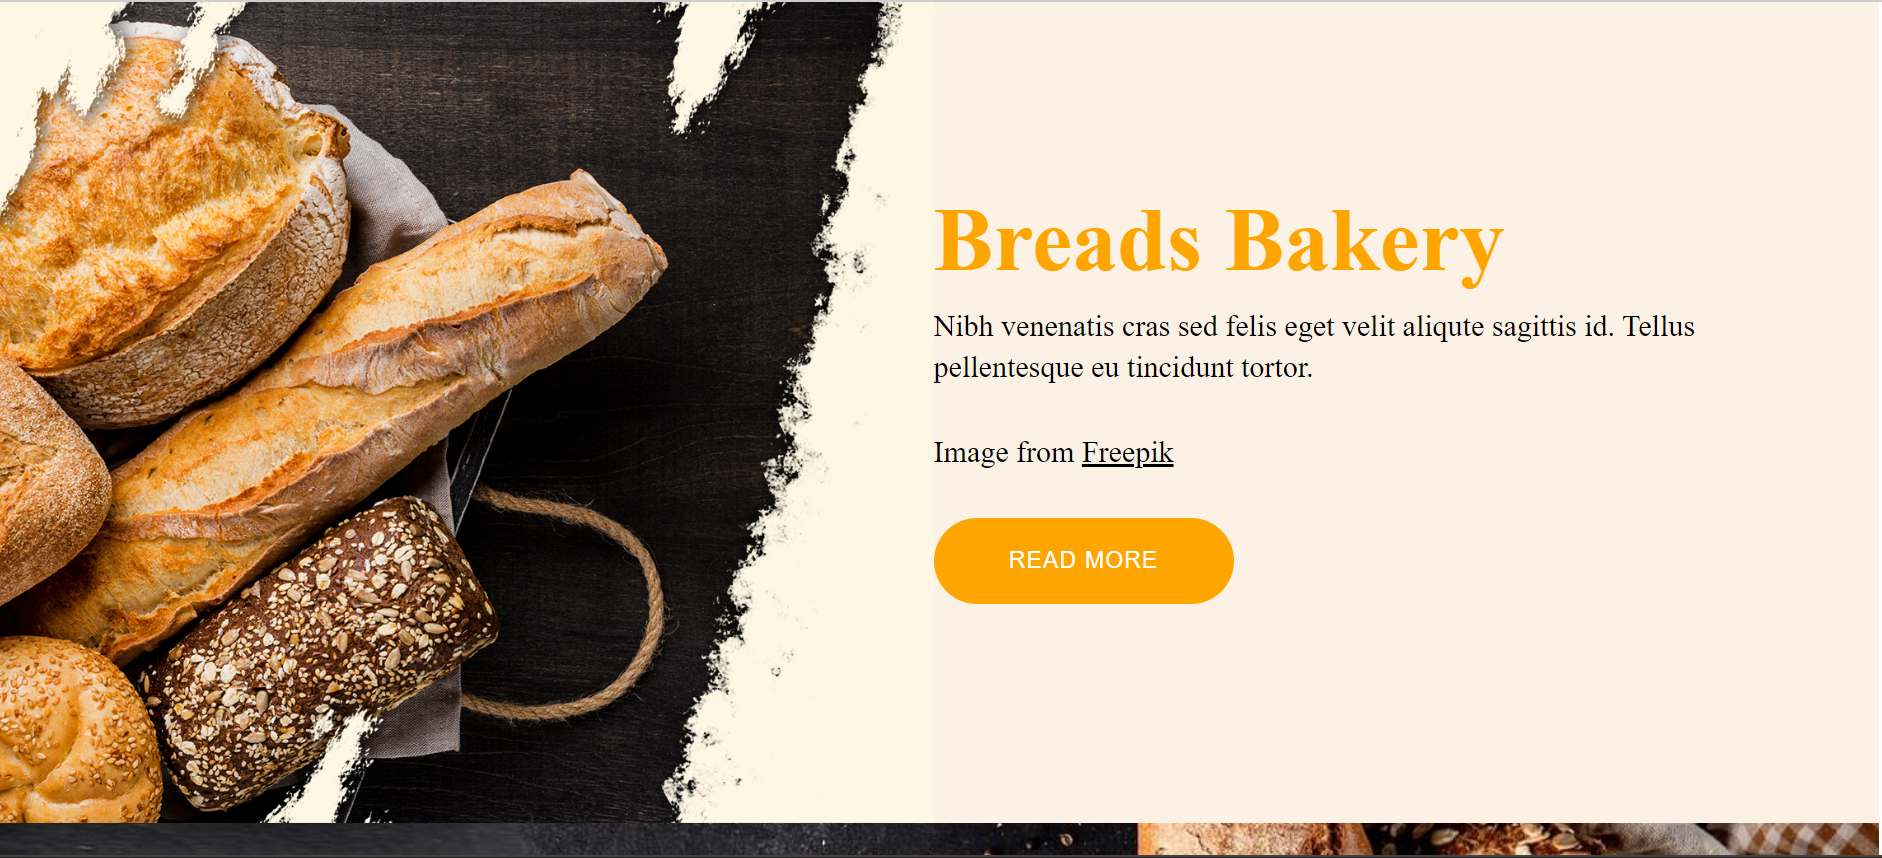 Breads Bakery
Nibh venenatis cras sed felis eget velit aliqute sagittis id. Tellus
pellentesque eu tincidunt tortor.
Image from Freepik
READ MORE